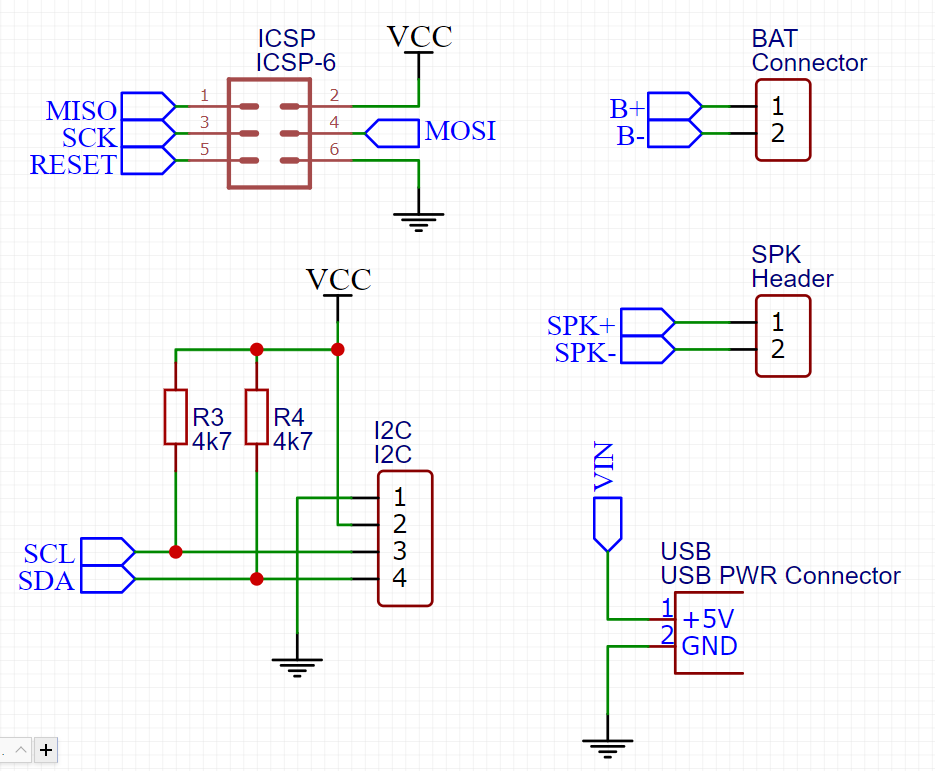 ICSP
ICSP-6
VCC
MISO 1 2
SCK 3 4 MOSI
RESET 5 6
BAT
Connector
B+ 1
B- 2
SPK
Header
SPK+ 1
SPK- 2
VCC
R3
4k7
R4
4k7
I2C
I2C
1
2
SCL 3
SDA 4
VIN
USB
USB PWR Connector
1 +5V
2 GND
+